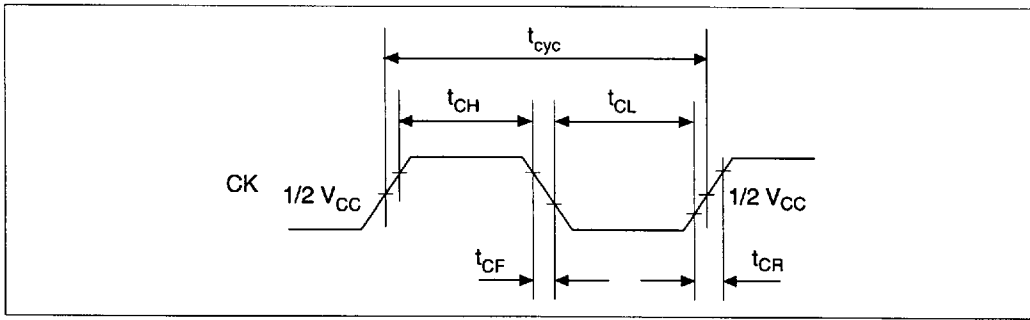 tcyc
tCH
tCL
CK
1/2 VCC
1/2 VCC
tCF
tCR